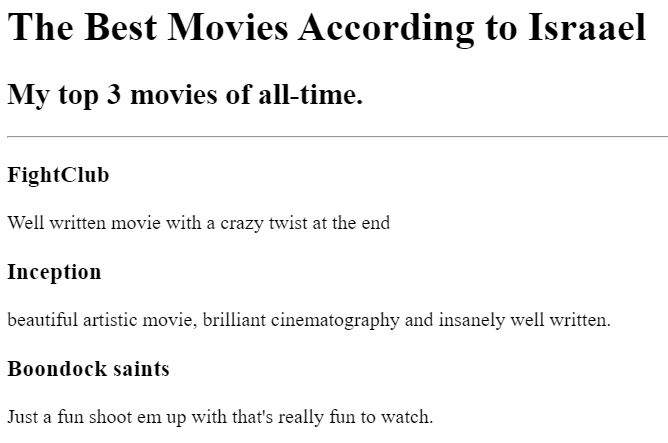 The Best Movies According to Israael
My top 3 movies of all-time.
FightClub
Well written movie with a crazy twist at the end
Inception
beautiful artistic movie, brilliant cinematography and insanely well written.
Boondock saints
Just a fun shoot em up with that's really fun to watch.